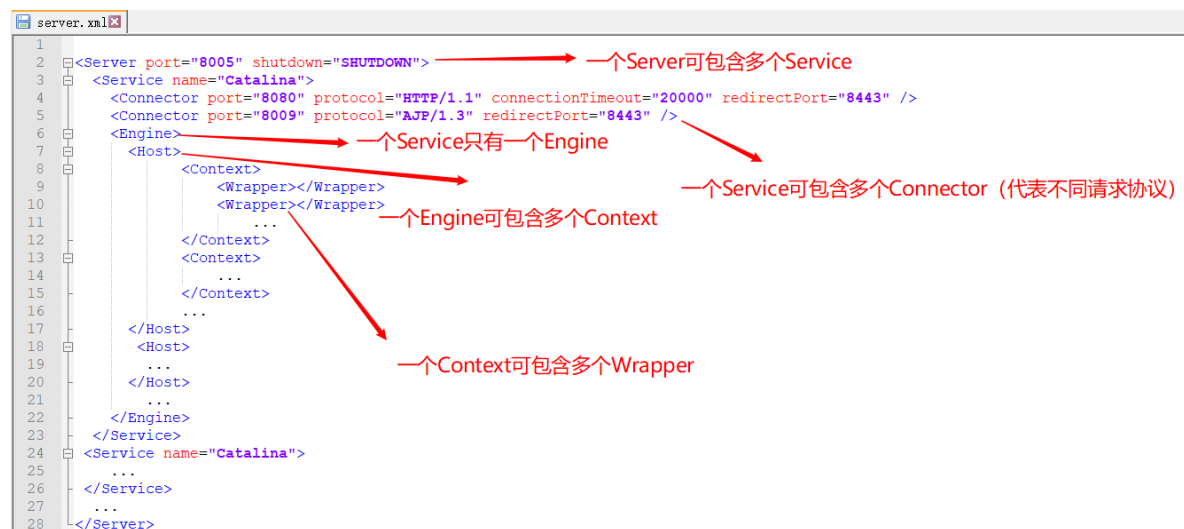 server.xml
1
2 <Server port="8005" shutdown="SHUTDOWN"> 一个Server可包含多个Service
3 <Service name="Catalina">
4 <Connector port="8080" protocol="HTTP/1.1" connectionTimeout="20000" redirectPort="8443" />
5 <Connector port="8009" protocol="AJP/1.3" redirectPort="8443" />
6 <Engine> 一个Service只有一个Engine
7 <Host>
8 <Context>
9 <Wrapper></Wrapper> 一个Service可包含多个Connector（代表不同请求协议）
10 <Wrapper></Wrapper>
11 ... 一个Engine可包含多个Context
12 </Context>
13 <Context>
14 ...
15 </Context>
16 ...
17 </Host>
18 <Host>
19 ... 一个Context可包含多个Wrapper
20 </Host>
21 ...
22 </Engine>
23 </Service>
24 <Service name="Catalina">
25 ...
26 </Service>
27 ...
28 </Server>